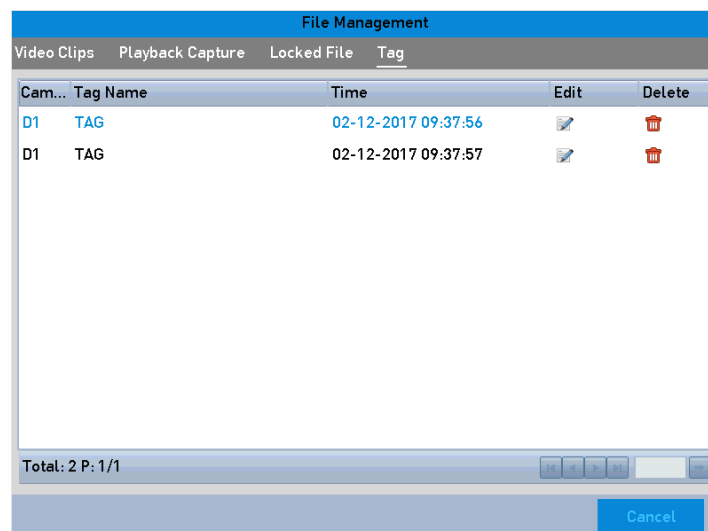 File Management
Video Clips Playback Capture Locked File Tag
Cam... Tag Name Time Edit Delete
D1 TAG 02-12-2017 09:37:56
D1 TAG 02-12-2017 09:37:57
Total: 2 P: 1/1
Cancel